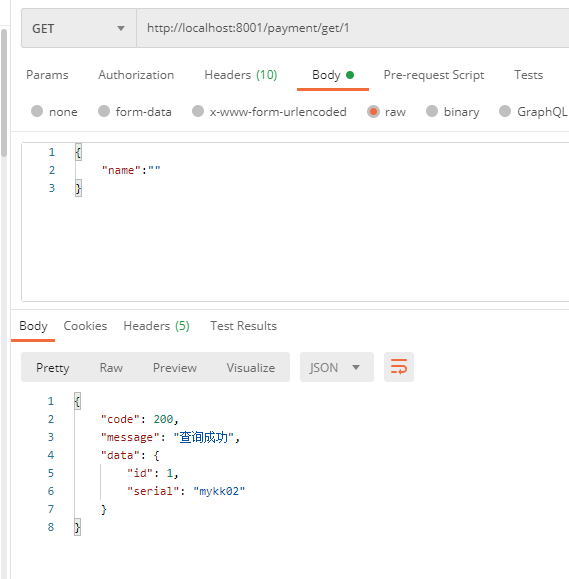 GET http://localhost:8001/payment/get/1
Params Authorization Headers (10) Body Pre-request Script Tests
none form-data x-www-form-urlencoded raw binary GraphQL
1 {
2 "name":""
3 }
Body Cookies Headers (5) Test Results
Pretty Raw Preview Visualize JSON
1 {
2 "code": 200,
3 "message": "查询成功",
4 "data": {
5 "id": 1,
6 "serial": "mykk02"
7 }
8 }